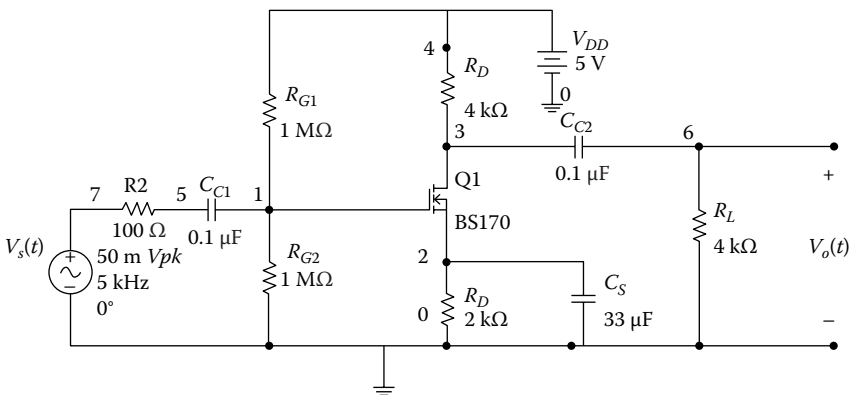 4
R_D
4 kΩ
V_DD
5 V
0
R_G1
1 MΩ
3
C_C2
0.1 μF
6
7
R2
100 Ω
5
C_C1
0.1 μF
1
Q1
BS170
+
R_L
4 kΩ
V_o(t)
–
V_s(t)
+
–
50 m Vpk
5 kHz
0°
R_G2
1 MΩ
2
0
R_D
2 kΩ
C_S
33 μF